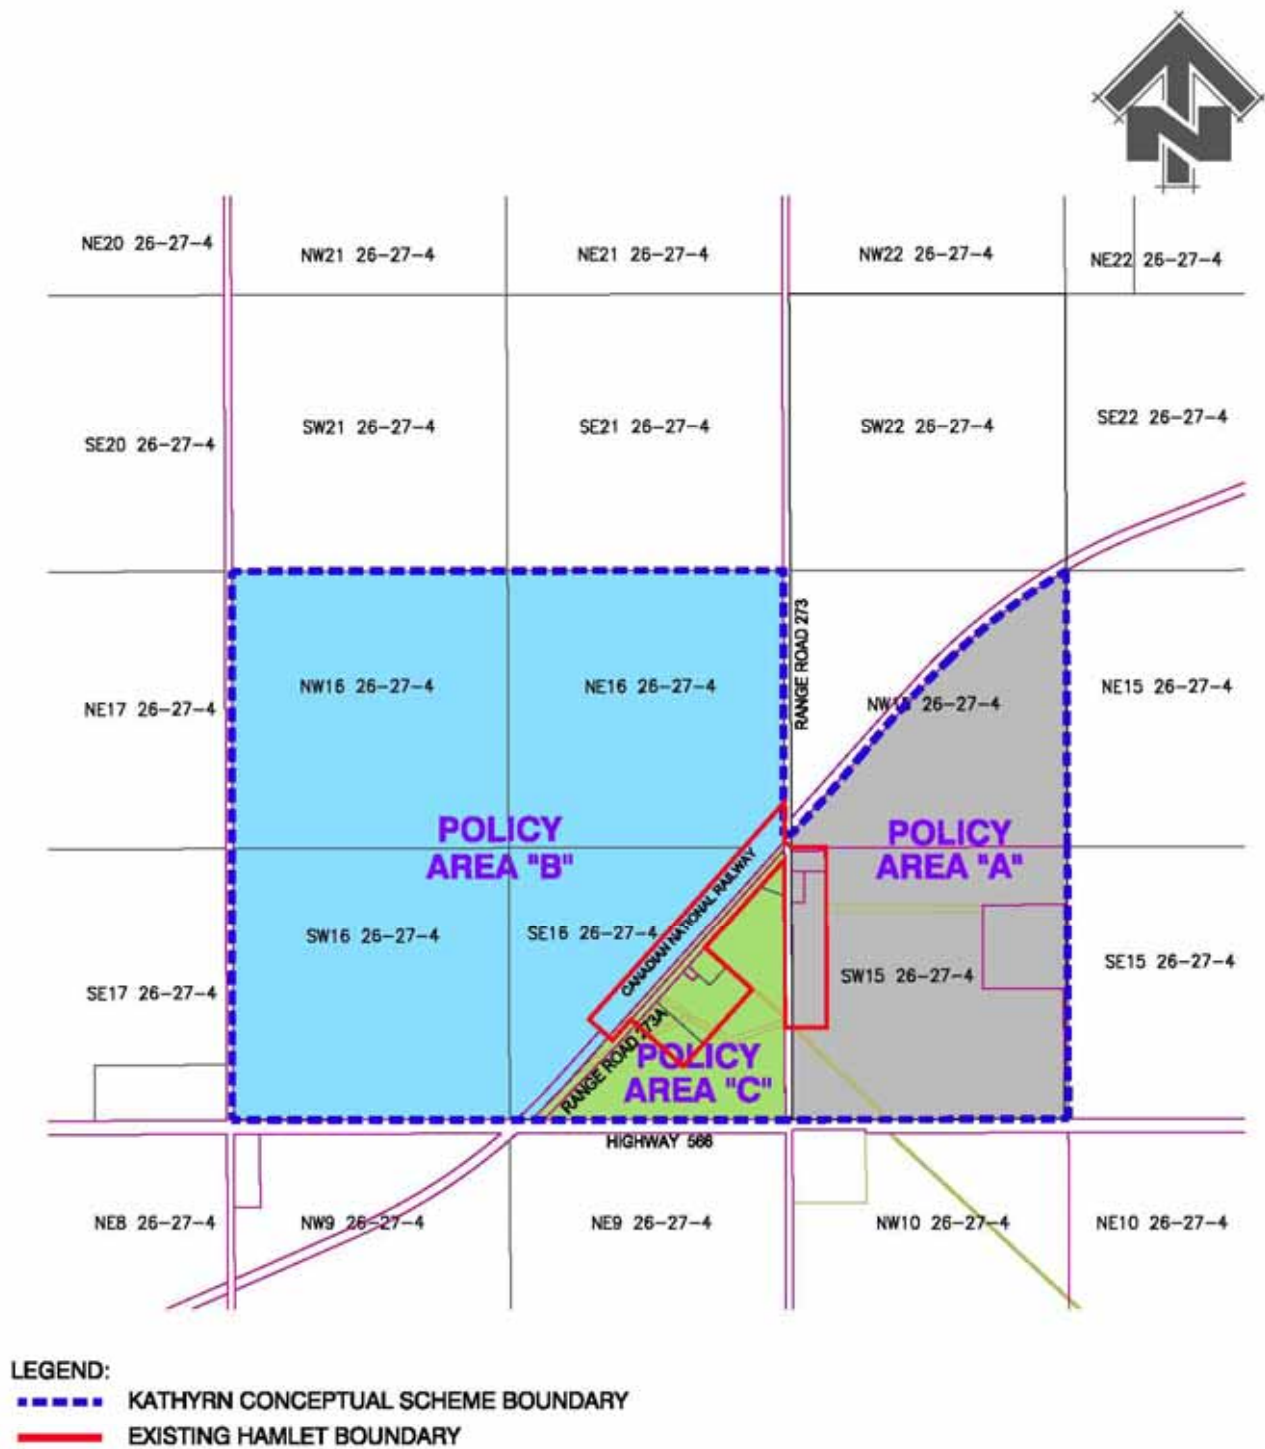 N
NE20 26-27-4
NW21 26-27-4
NE21 26-27-4
NW22 26-27-4
NE22 26-27-4
SE20 26-27-4
SW21 26-27-4
SE21 26-27-4
SW22 26-27-4
SE22 26-27-4
RANGE ROAD 273
NE17 26-27-4
NW16 26-27-4
NE16 26-27-4
NW15 26-27-4
NE15 26-27-4
POLICY
AREA "B"
POLICY
AREA "A"
CANADIAN NATIONAL RAILWAY
SE17 26-27-4
SW16 26-27-4
SE16 26-27-4
SW15 26-27-4
SE15 26-27-4
RANGE ROAD 273A
POLICY
AREA "C"
HIGHWAY 566
NE8 26-27-4
NW9 26-27-4
NE9 26-27-4
NW10 26-27-4
NE10 26-27-4
LEGEND:
KATHYRN CONCEPTUAL SCHEME BOUNDARY
EXISTING HAMLET BOUNDARY